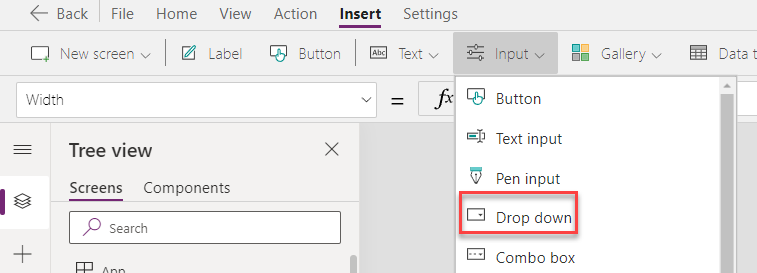 Back File Home View Action Insert Settings
New screen Label Button Abc Text Input Gallery Data t
Width = fx
Button
Tree view
Text input
Screens Components
Pen input
Search
Drop down
App
Combo box